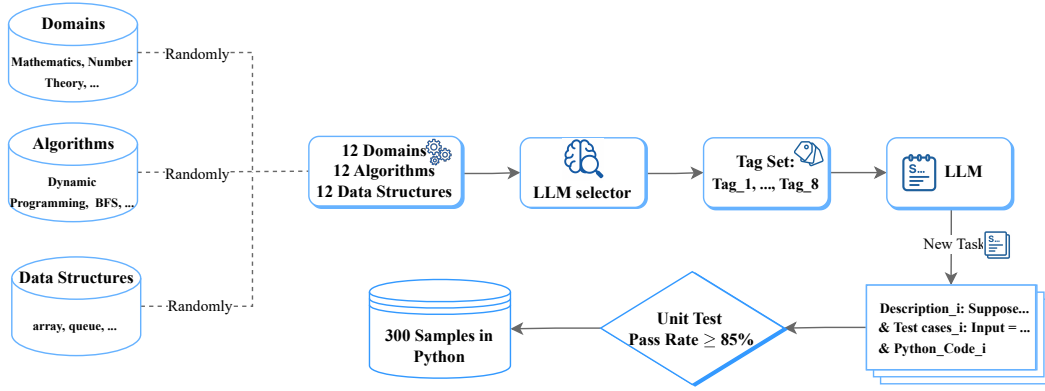 Domains
Mathematics, Number
Theory, ...
Randomly
Algorithms
Dynamic
Programming, BFS, ...
Randomly
Data Structures
array, queue, ...
Randomly
12 Domains
12 Algorithms
12 Data Structures
LLM selector
Tag Set:
Tag_1, ..., Tag_8
S...
LLM
New Task
S...
Description_i: Suppose...
& Test cases_i: Input = ...
& Python_Code_i
Unit Test
Pass Rate ≥ 85%
300 Samples in
Python